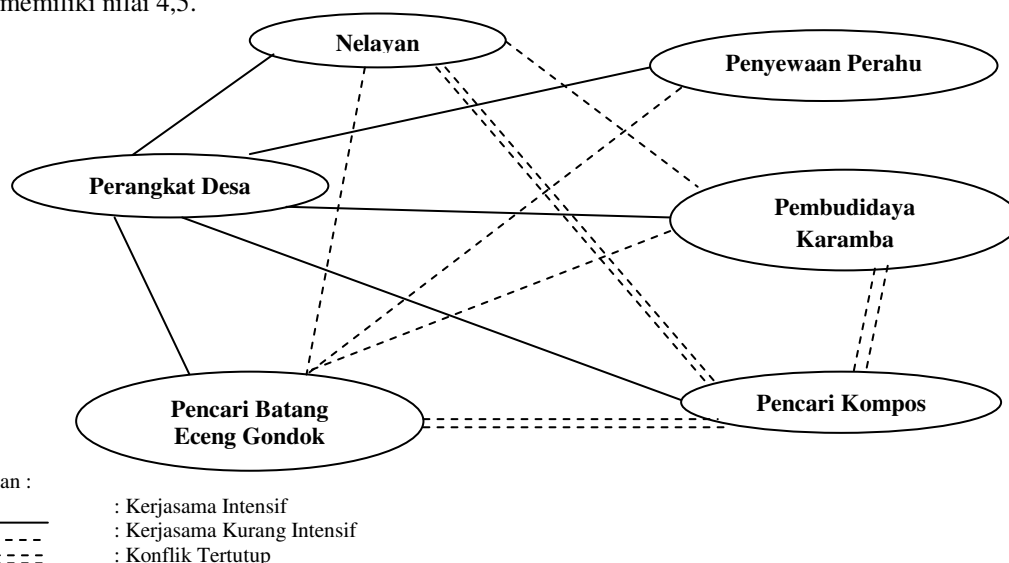 memiliki nilai 4,5.
Nelayan
Penyewaan Perahu
Perangkat Desa
Pembudidaya
Karamba
Pencari Batang
Eceng Gondok
Pencari Kompos
an :
: Kerjasama Intensif
: Kerjasama Kurang Intensif
: Konflik Tertutup